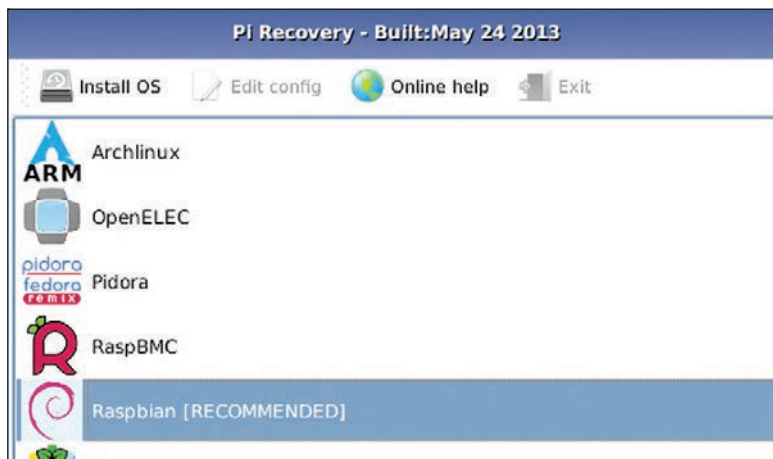 Pi Recovery - Built:May 24 2013
Install OS Edit config Online help Exit
ARM
Archlinux
OpenELEC
pidora
fedora
remix
Pidora
RaspBMC
Raspbian [RECOMMENDED]